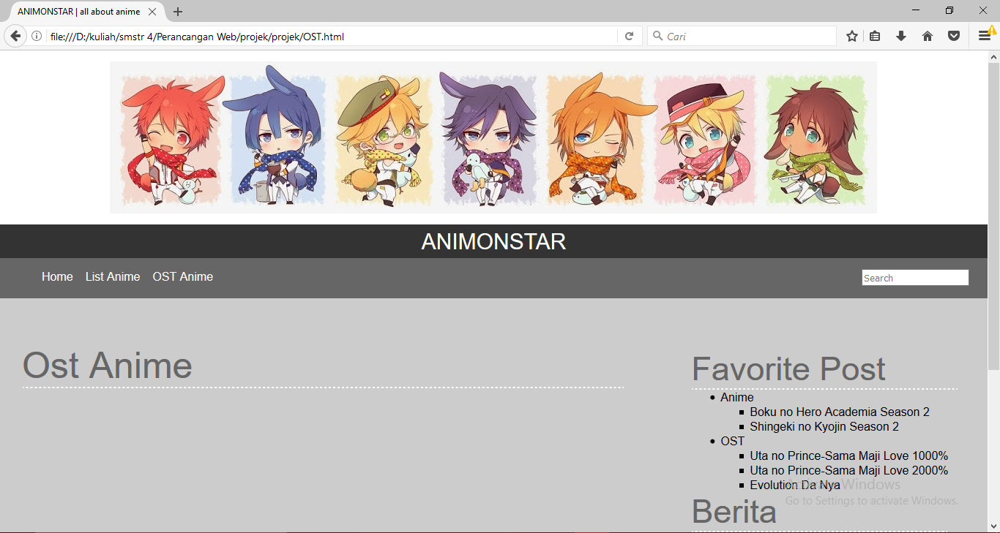 ANIMONSTAR | all about anime
file:///D:/kuliah/smstr 4/Perancangan Web/projek/projek/OST.html
Cari
ANIMONSTAR
Home List Anime OST Anime
Search
Ost Anime
Favorite Post
Anime
Boku no Hero Academia Season 2
Shingeki no Kyojin Season 2
OST
Uta no Prince-Sama Maji Love 1000%
Uta no Prince-Sama Maji Love 2000%
Evolution Da Nya
Activate Windows
Go to Settings to activate Windows.
Berita